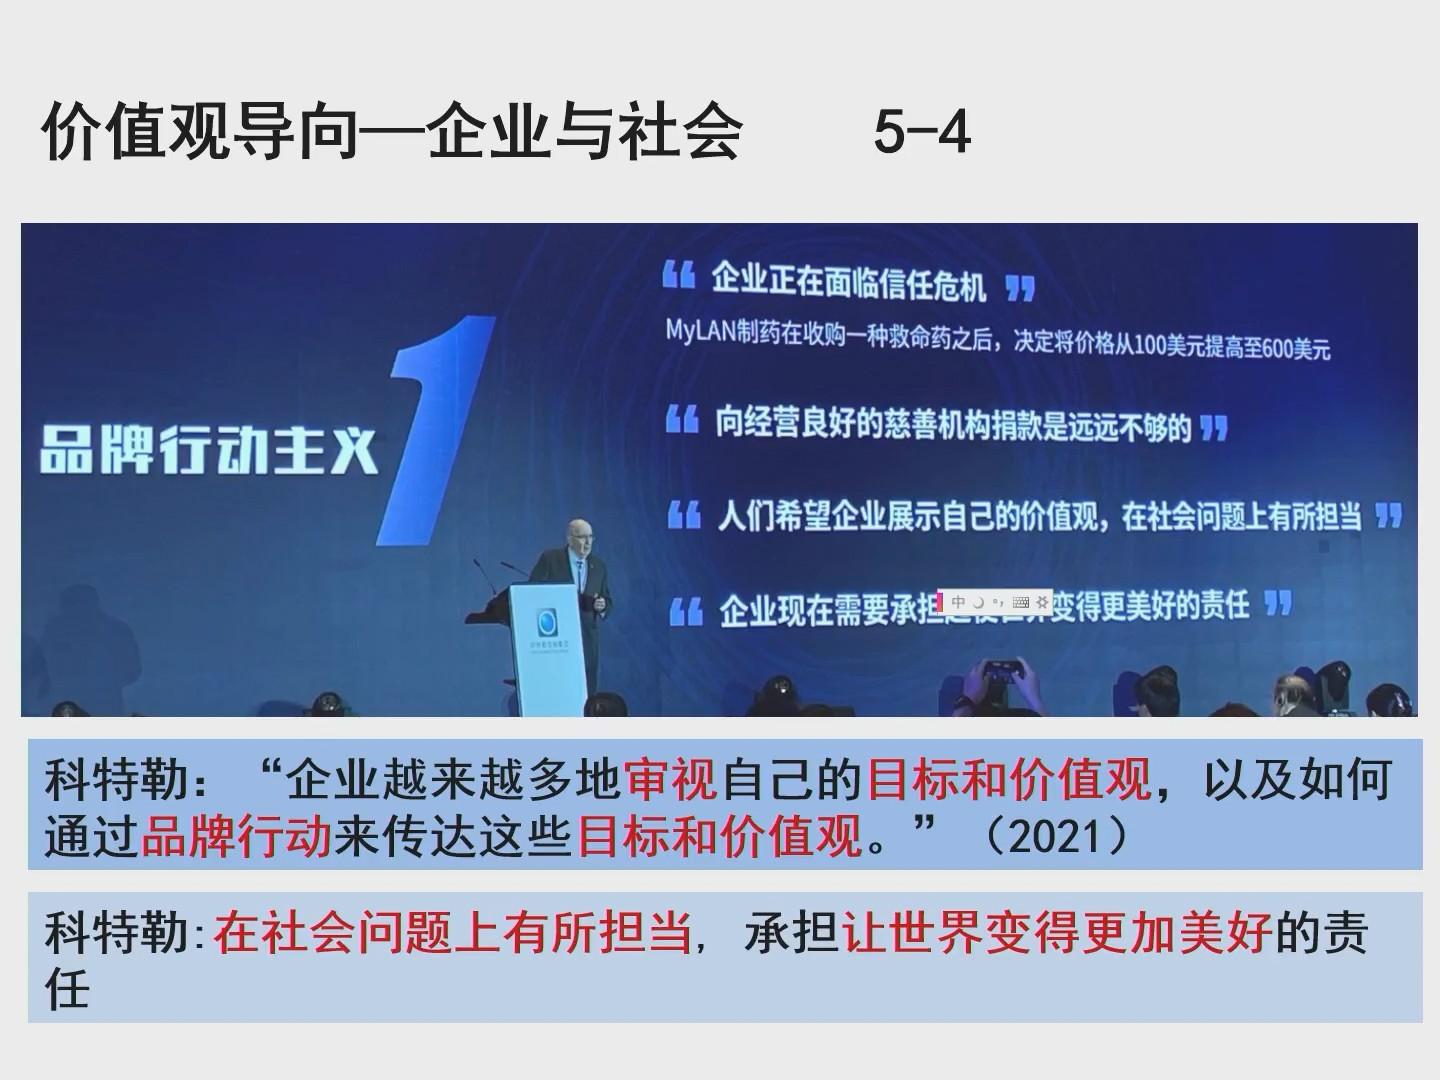 价值观导向—企业与社会 5-4
品牌行动主义
1
“ 企业正在面临信任危机 ”
MyLAN制药在收购一种救命药之后，决定将价格从100美元提高至600美元
“ 向经营良好的慈善机构捐款是远远不够的 ”
“ 人们希望企业展示自己的价值观，在社会问题上有所担当 ”
“ 企业现在需要承担 变得更美好的责任 ”
中
科特勒：“企业越来越多地审视自己的目标和价值观，以及如何
通过品牌行动来传达这些目标和价值观。”（2021）
科特勒:在社会问题上有所担当, 承担让世界变得更加美好的责
任